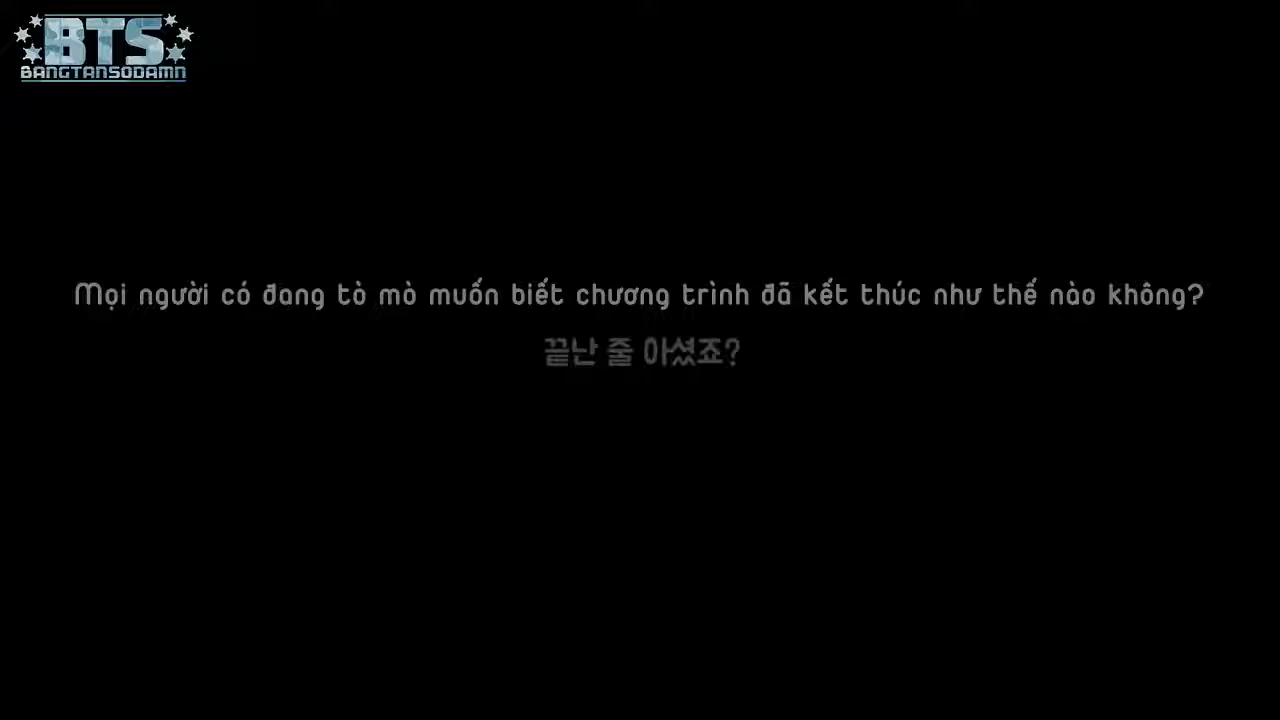 BTS
BANGTANSODAMN
Mọi người có đang tò mò muốn biết chương trình đã kết thúc như thế nào không?
끝난 줄 아셨죠?